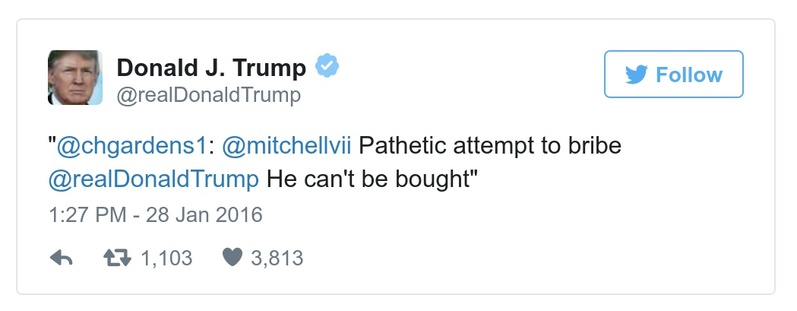 Donald J. Trump
@realDonaldTrump
Follow
"@chgardens1: @mitchellvii Pathetic attempt to bribe
@realDonaldTrump He can't be bought"
1:27 PM - 28 Jan 2016
1,103 3,813